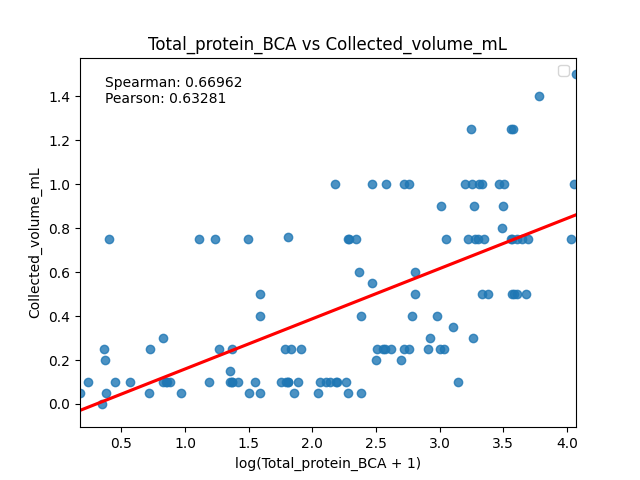 Total_protein_BCA vs Collected_volume_mL
Spearman: 0.66962
Pearson: 0.63281
1.4
1.2
1.0
0.8
0.6
0.4
0.2
0.0
Collected_volume_mL
0.5 1.0 1.5 2.0 2.5 3.0 3.5 4.0
log(Total_protein_BCA + 1)